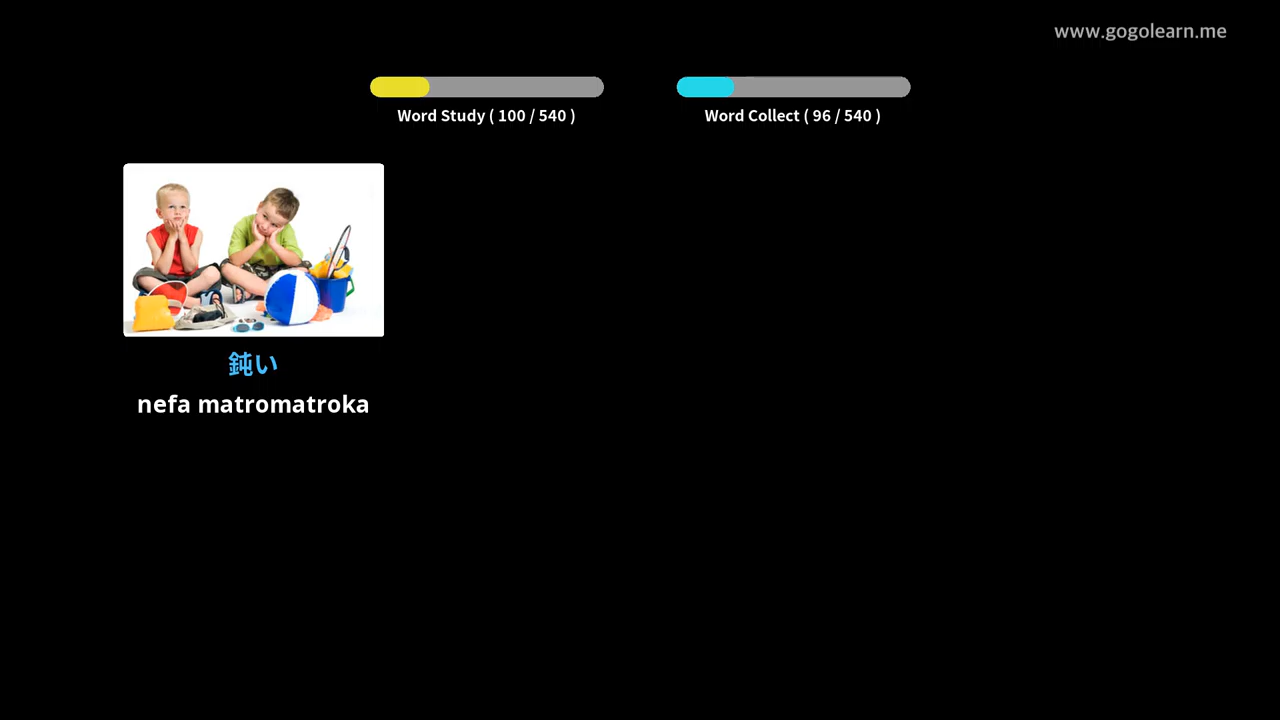 www.gogolearn.me
Word Study ( 100 / 540 )
Word Collect ( 96 / 540 )
鈍い
nefa matromatroka